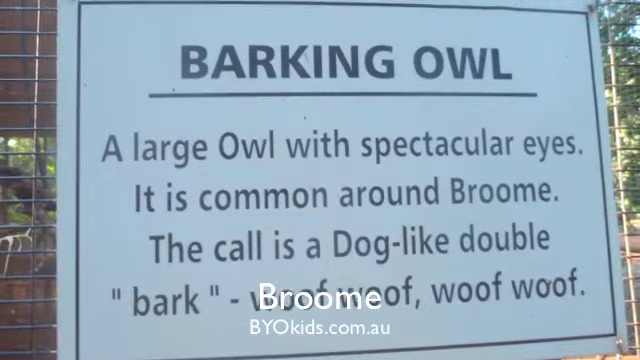 BARKING OWL
A large Owl with spectacular eyes.
It is common around Broome.
The call is a Dog-like double
" bark " - woof woof, woof woof.
Broome
BYOkids.com.au